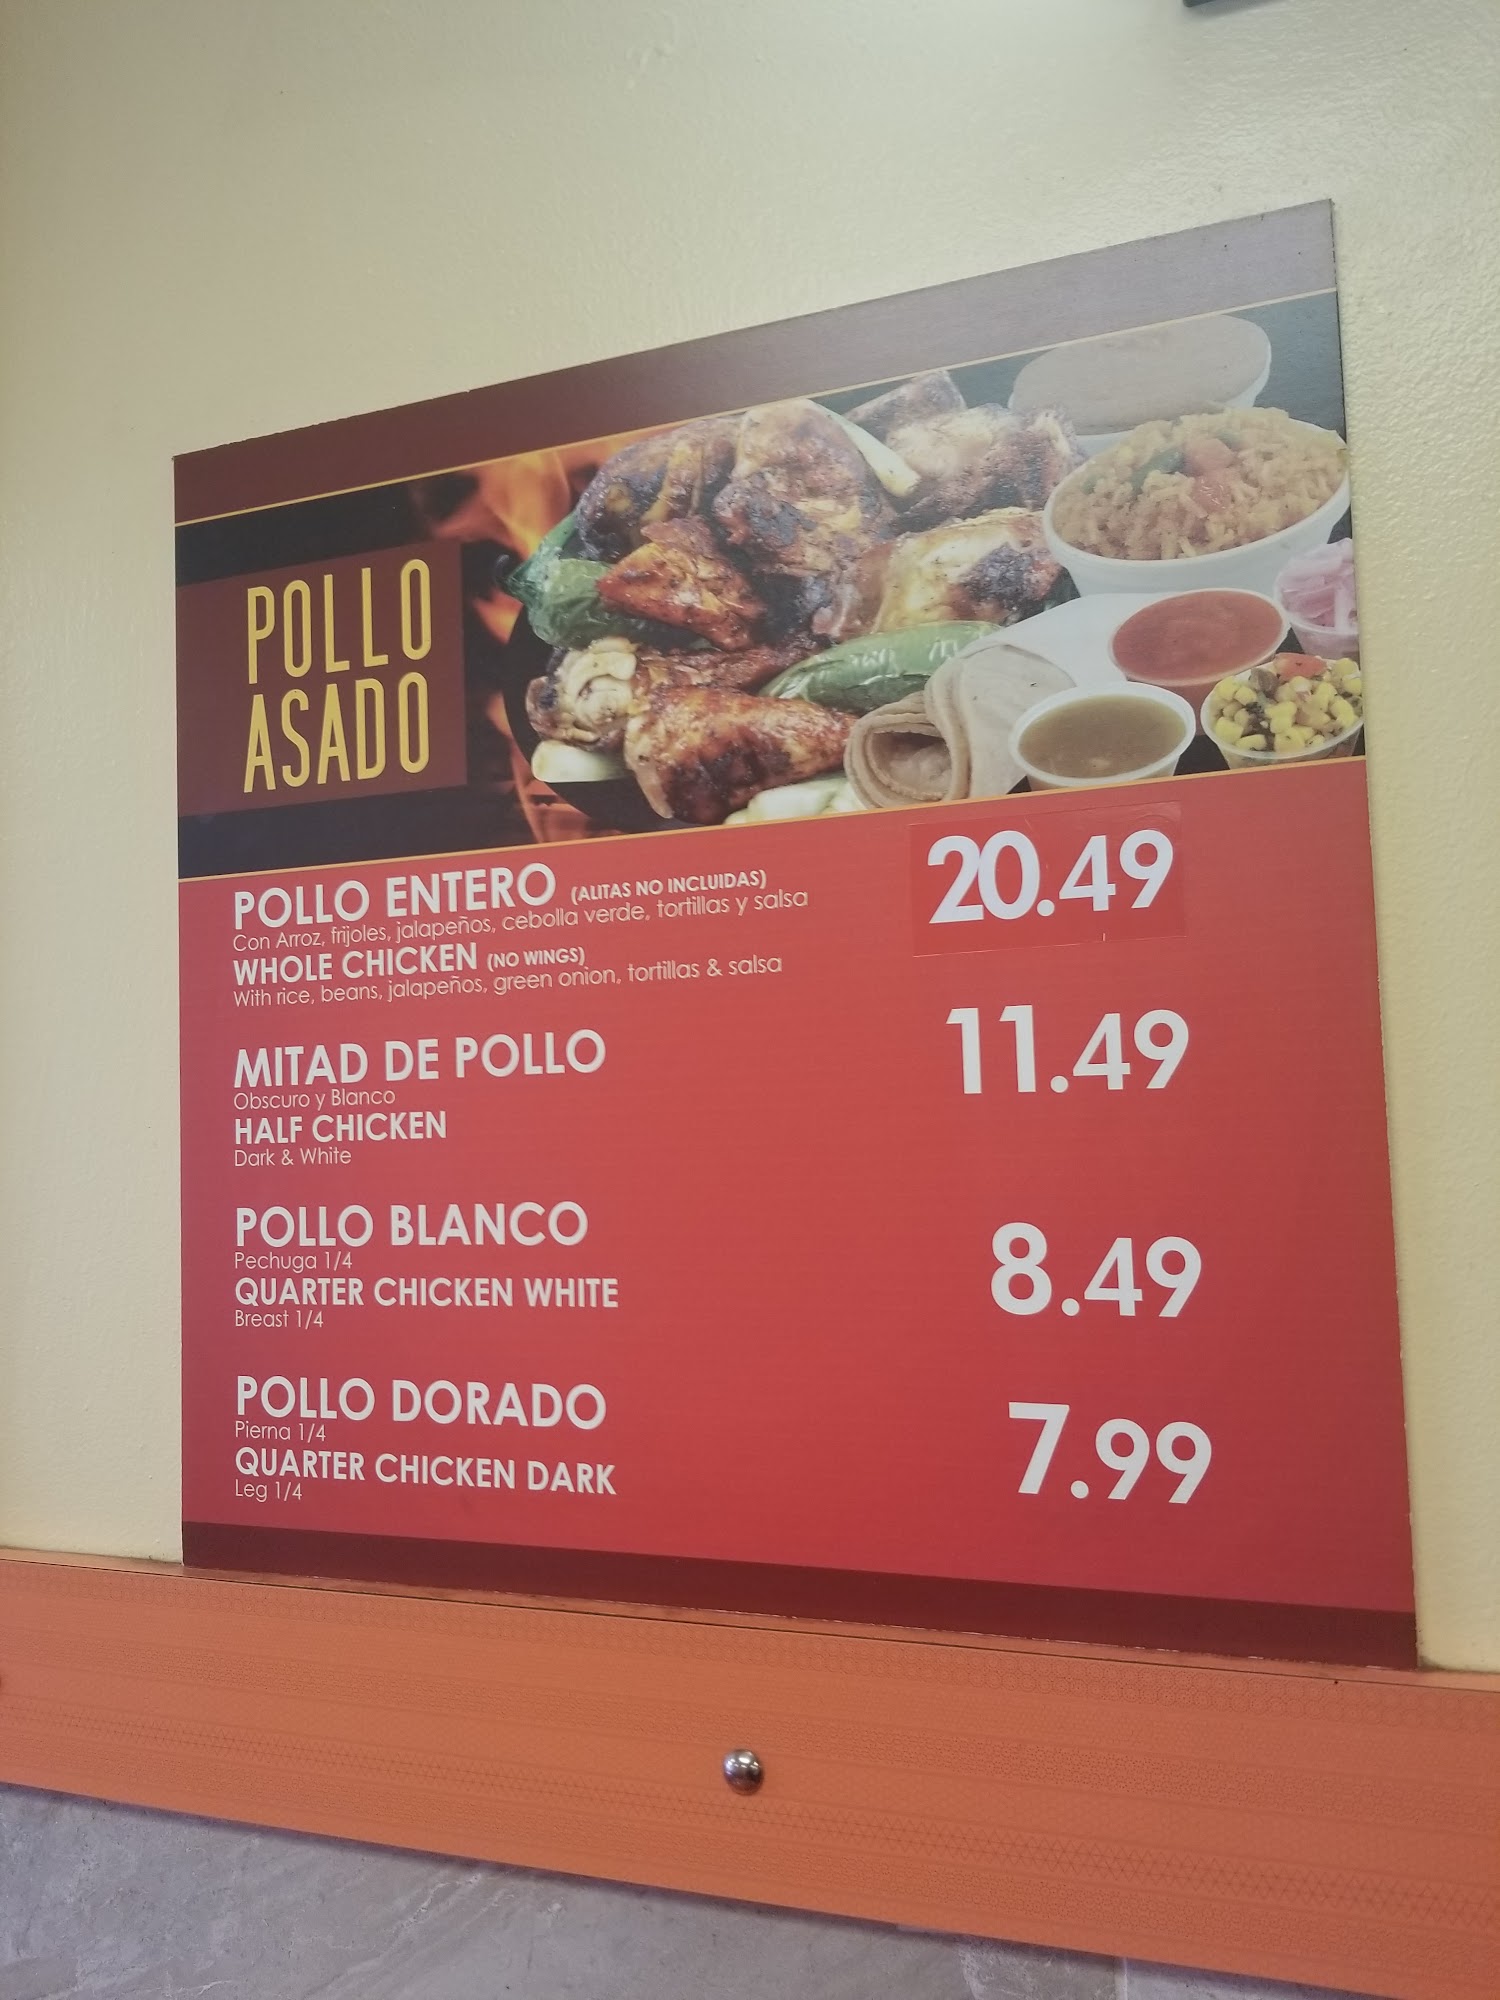 POLLO
ASADO
POLLO ENTERO (ALITAS NO INCLUIDAS) 20.49
Con Arroz, frijoles, jalapeños, cebolla verde, tortillas y salsa
WHOLE CHICKEN (NO WINGS)
With rice, beans, jalapeños, green onion, tortillas & salsa
MITAD DE POLLO 11.49
Obscuro y Blanco
HALF CHICKEN
Dark & White
POLLO BLANCO 8.49
Pechuga 1/4
QUARTER CHICKEN WHITE
Breast 1/4
POLLO DORADO 7.99
Pierna 1/4
QUARTER CHICKEN DARK
Leg 1/4